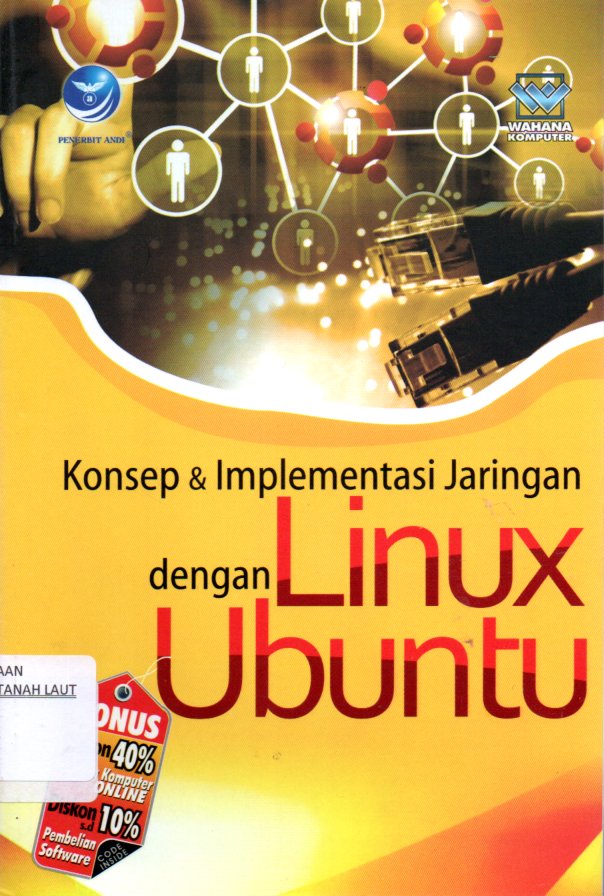 PENERBIT ANDI®
WAHANA
KOMPUTER
Konsep & Implementasi Jaringan
dengan Linux
Ubuntu
AAN
TANAH LAUT
ONUS
on 40%
Komputer
ONLINE
Diskon
s.d 10%
Pembelian
Software
CODE
INSIDE